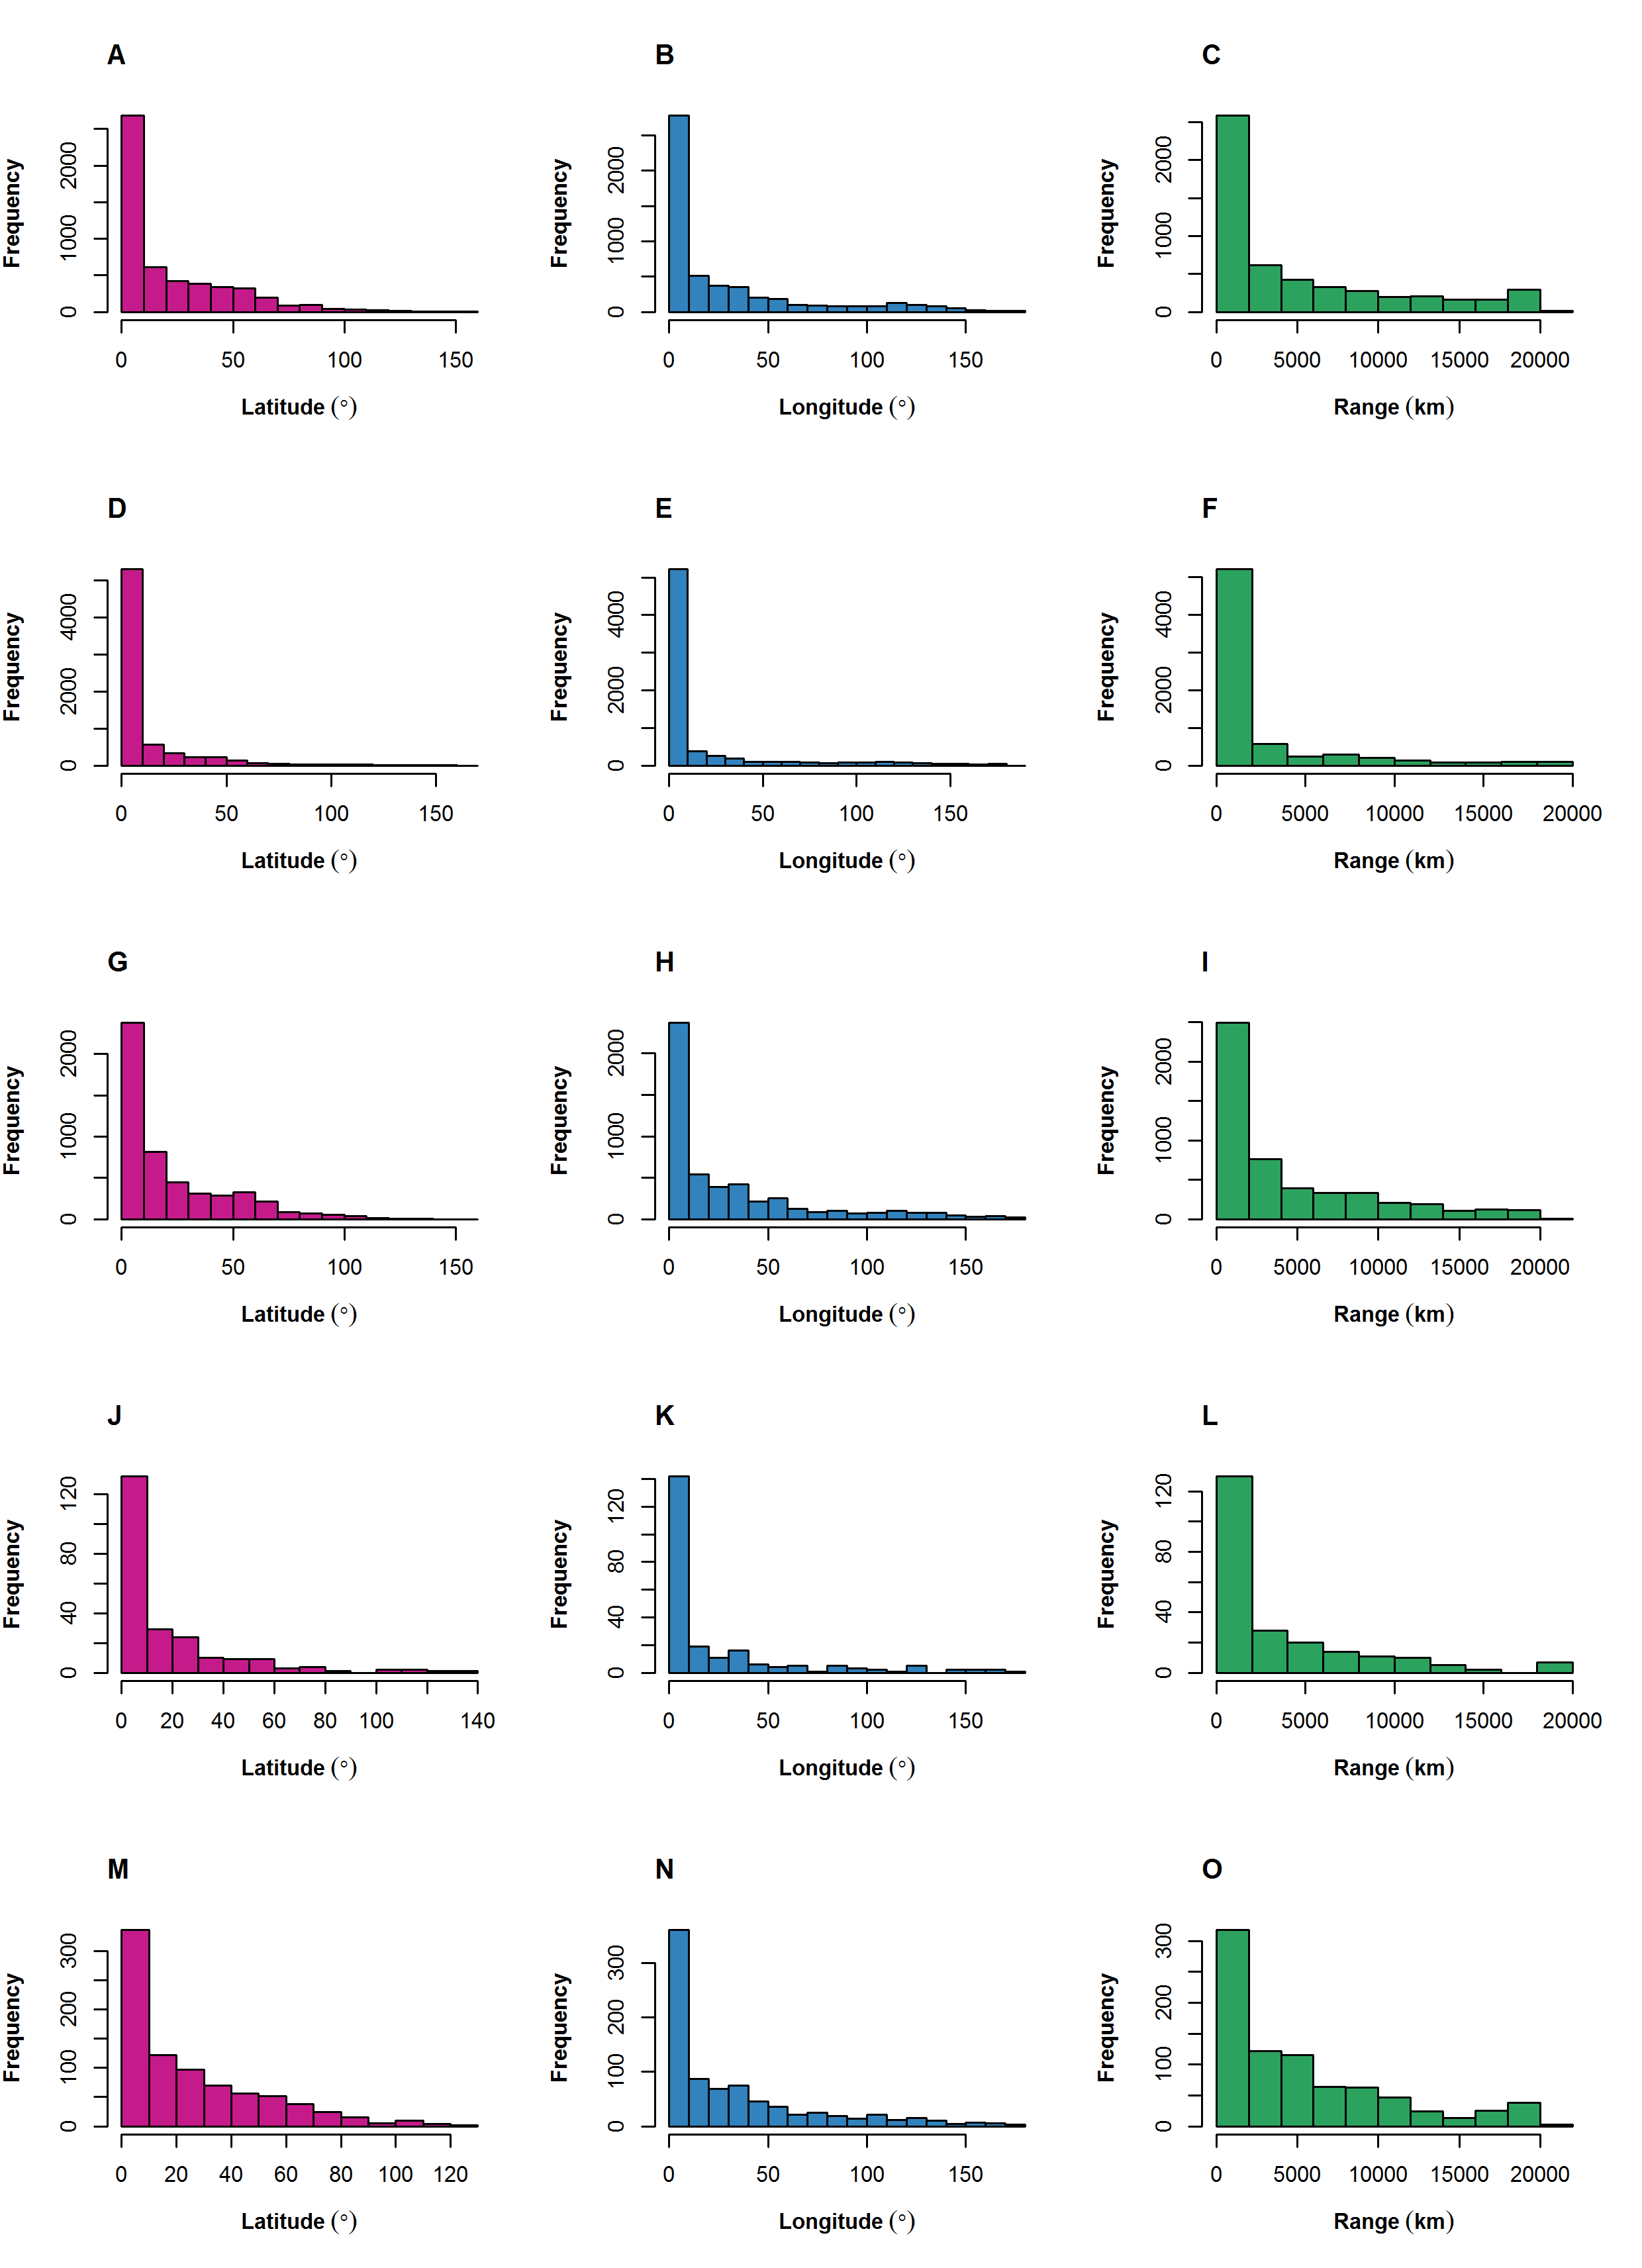 A B C
Frequency Frequency Frequency
0 1000 2000 0 1000 2000 0 1000 2000
0 50 100 150 0 50 100 150 0 5000 10000 15000 20000
Latitude (°) Longitude (°) Range (km)
D E F
Frequency Frequency Frequency
0 2000 4000 0 2000 4000 0 2000 4000
0 50 100 150 0 50 100 150 0 5000 10000 15000 20000
Latitude (°) Longitude (°) Range (km)
G H I
Frequency Frequency Frequency
0 1000 2000 0 1000 2000 0 1000 2000
0 50 100 150 0 50 100 150 0 5000 10000 15000 20000
Latitude (°) Longitude (°) Range (km)
J K L
Frequency Frequency Frequency
0 40 80 120 0 40 80 120 0 40 80 120
0 20 40 60 80 100 140 0 50 100 150 0 5000 10000 15000 20000
Latitude (°) Longitude (°) Range (km)
M N O
Frequency Frequency Frequency
0 100 200 300 0 100 200 300 0 100 200 300
0 20 40 60 80 100 120 0 50 100 150 0 5000 10000 15000 20000
Latitude (°) Longitude (°) Range (km)